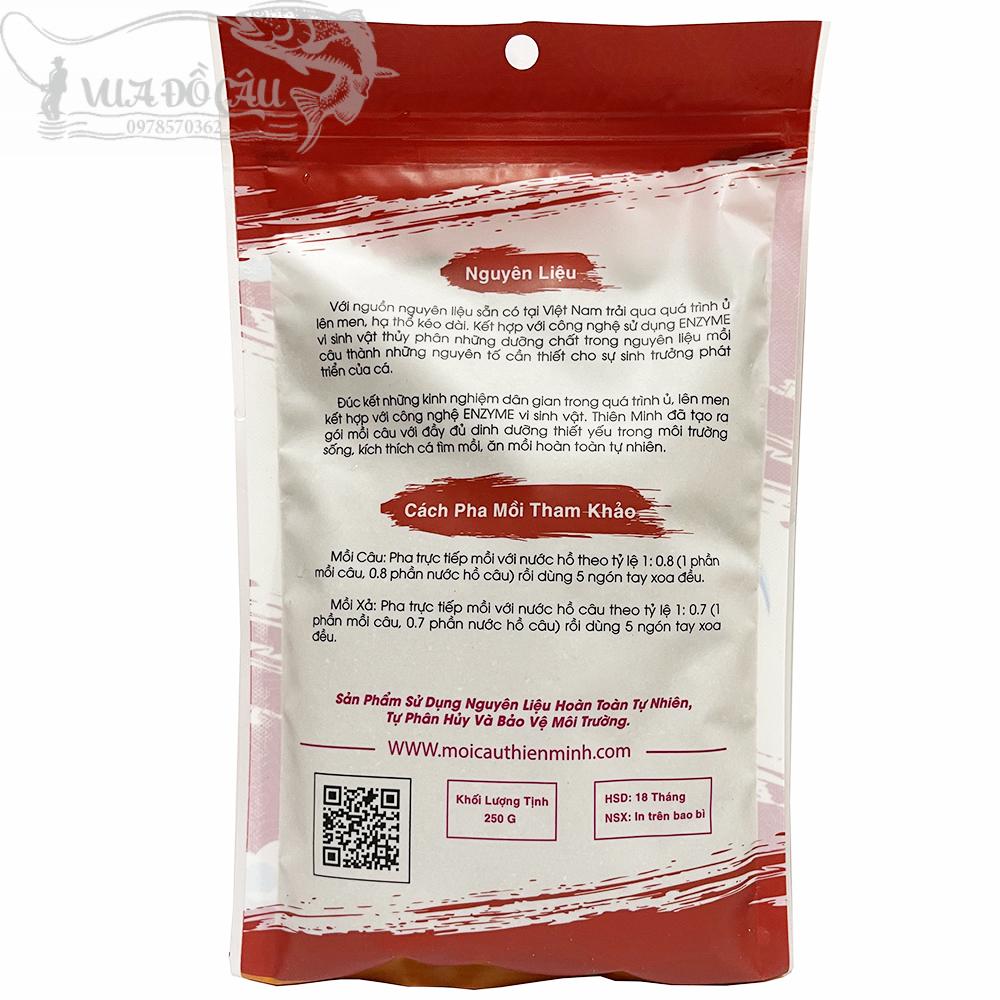 VUA ĐỒ CÂU
0978570362
Nguyên Liệu
Với nguồn nguyên liệu sẵn có tại Việt Nam trải qua quá trình ủ
lên men, hạ thổ kéo dài. Kết hợp với công nghệ sử dụng ENZYME
vi sinh vật thủy phân những dưỡng chất trong nguyên liệu mồi
câu thành những nguyên tố cần thiết cho sự sinh trưởng phát
triển của cá.
Đúc kết những kinh nghiệm dân gian trong quá trình ủ, lên men
kết hợp với công nghệ ENZYME vi sinh vật. Thiên Minh đã tạo ra
gói mồi câu với đầy đủ dinh dưỡng thiết yếu trong môi trường
sống, kích thích cá tìm mồi, ăn mồi hoàn toàn tự nhiên.
Cách Pha Mồi Tham Khảo
Mồi Câu: Pha trực tiếp mồi với nước hồ theo tỷ lệ 1: 0.8 (1 phần
mồi câu, 0.8 phần nước hồ câu) rồi dùng 5 ngón tay xoa đều.
Mồi Xả: Pha trực tiếp mồi với nước hồ câu theo tỷ lệ 1: 0.7 (1
phần mồi câu, 0.7 phần nước hồ câu) rồi dùng 5 ngón tay xoa
đều.
Sản Phẩm Sử Dụng Nguyên Liệu Hoàn Toàn Tự Nhiên,
Tự Phân Hủy Và Bảo Vệ Môi Trường.
WWW.moicauthienminh.com
Khối Lượng Tịnh
250 G
HSD: 18 Tháng
NSX: In trên bao bì